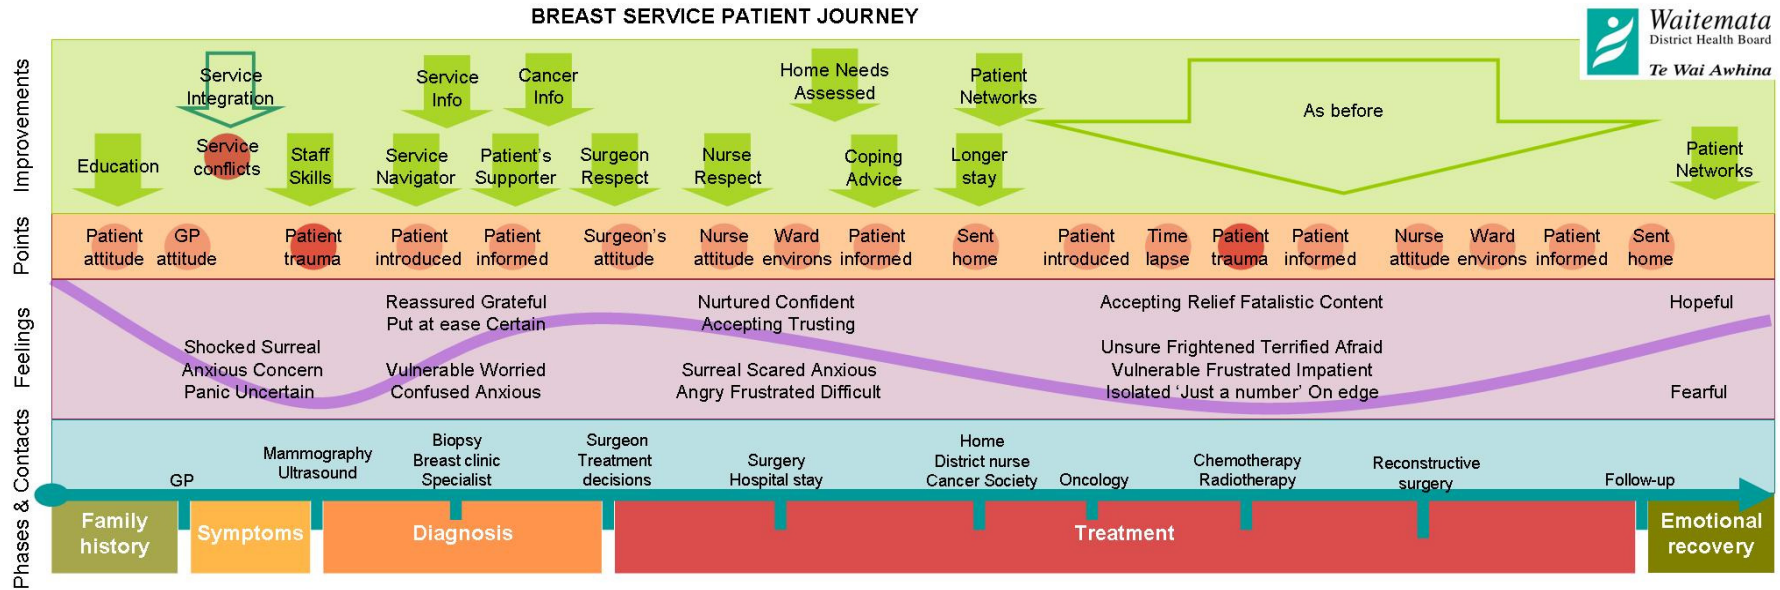 BREAST SERVICE PATIENT JOURNEY
Waitemata
District Health Board
Te Wai Awhina
Improvements
Service
Integration
Service
Info
Cancer
Info
Home Needs
Assessed
Patient
Networks
As before
Education
Service
conflicts
Staff
Skills
Service
Navigator
Patient's
Supporter
Surgeon
Respect
Nurse
Respect
Coping
Advice
Longer
stay
Patient
Networks
Points
Patient
attitude
GP
attitude
Patient
trauma
Patient
introduced
Patient
informed
Surgeon's
attitude
Nurse
attitude
Ward
environs
Patient
informed
Sent
home
Patient
introduced
Time
lapse
Patient
trauma
Patient
informed
Nurse
attitude
Ward
environs
Patient
informed
Sent
home
Feelings
Shocked Surreal
Anxious Concern
Panic Uncertain
Reassured Grateful
Put at ease Certain
Vulnerable Worried
Confused Anxious
Nurtured Confident
Accepting Trusting
Surreal Scared Anxious
Angry Frustrated Difficult
Accepting Relief Fatalistic Content
Unsure Frightened Terrified Afraid
Vulnerable Frustrated Impatient
Isolated 'Just a number' On edge
Hopeful
Fearful
Phases & Contacts
GP
Mammography
Ultrasound
Biopsy
Breast clinic
Specialist
Surgeon
Treatment
decisions
Surgery
Hospital stay
Home
District nurse
Cancer Society
Oncology
Chemotherapy
Radiotherapy
Reconstructive
surgery
Follow-up
Family
history
Symptoms
Diagnosis
Treatment
Emotional
recovery